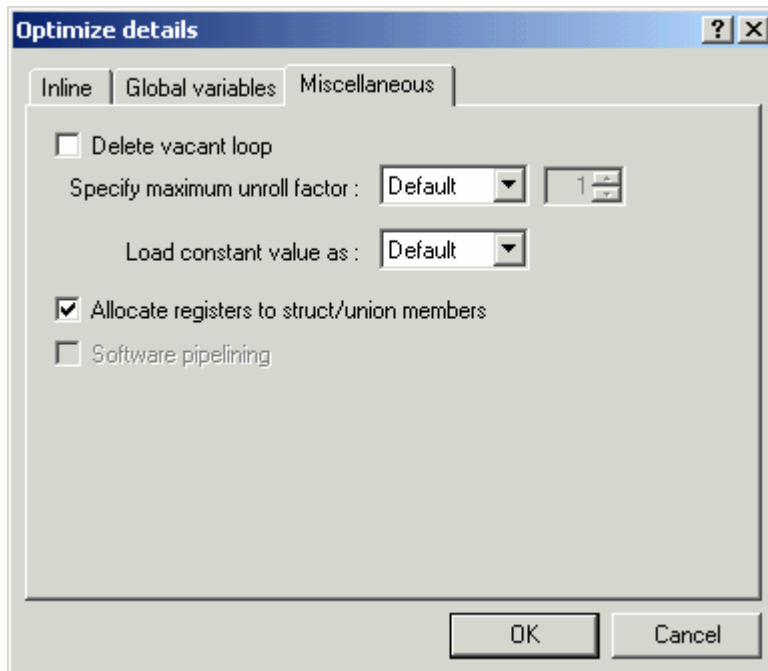 Optimize details
Inline Global variables Miscellaneous
Delete vacant loop
Specify maximum unroll factor : Default 1
Load constant value as : Default
Allocate registers to struct/union members
Software pipelining
OK Cancel